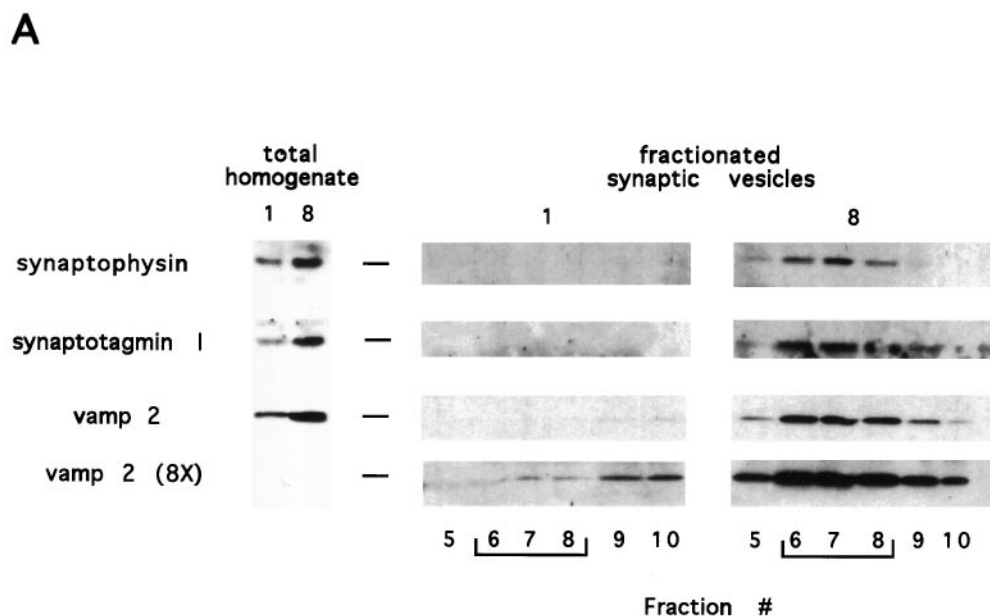 A
total
homogenate
fractionated
synaptic vesicles
1 8
1
8
synaptophysin
synaptotagmin I
vamp 2
vamp 2 (8X)
5 6 7 8 9 10
5 6 7 8 9 10
Fraction #